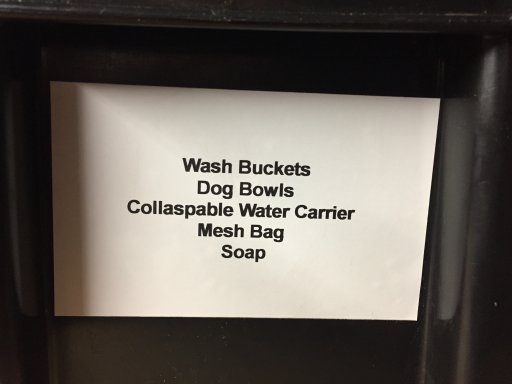 Wash Buckets
Dog Bowls
Collaspable Water Carrier
Mesh Bag
Soap